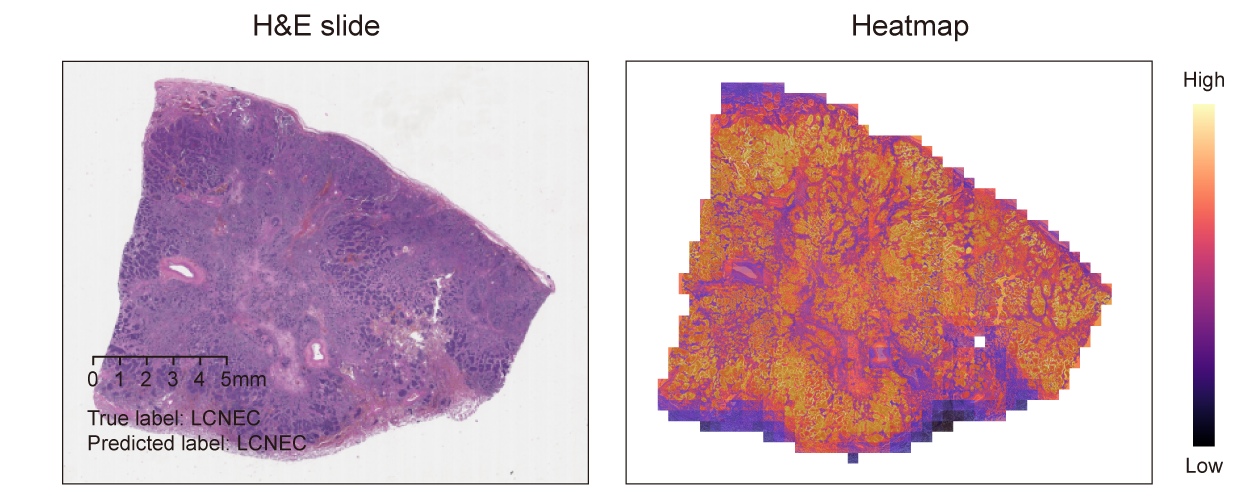 H&E slide
Heatmap
High
0 1 2 3 4 5mm
True label: LCNEC
Predicted label: LCNEC
Low